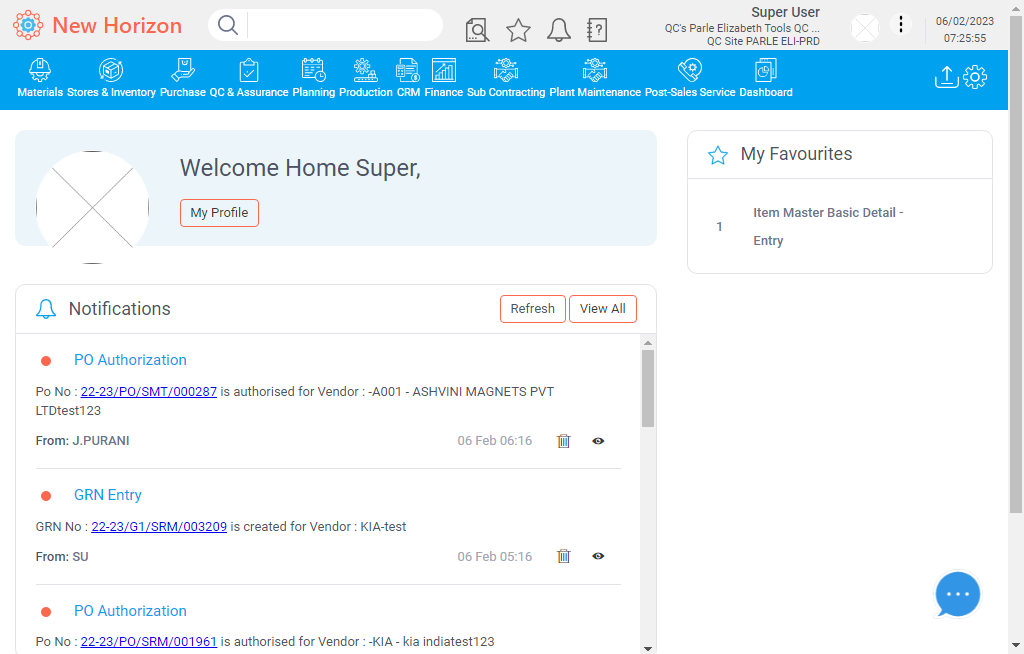 New Horizon
Super User
QC's Parle Elizabeth Tools QC ...
QC Site PARLE ELI-PRD
06/02/2023
07:25:55
Materials Stores & Inventory Purchase QC & Assurance Planning Production CRM Finance Sub Contracting Plant Maintenance Post-Sales Service Dashboard
Welcome Home Super,
My Profile
My Favourites
1 Item Master Basic Detail -
Entry
Notifications Refresh View All
PO Authorization
Po No : 22-23/PO/SMT/000287 is authorised for Vendor : -A001 - ASHVINI MAGNETS PVT
LTDtest123
From: J.PURANI 06 Feb 06:16
GRN Entry
GRN No : 22-23/G1/SRM/003209 is created for Vendor : KIA-test
From: SU 06 Feb 05:16
PO Authorization
Po No : 22-23/PO/SRM/001961 is authorised for Vendor : -KIA - kia indiatest123